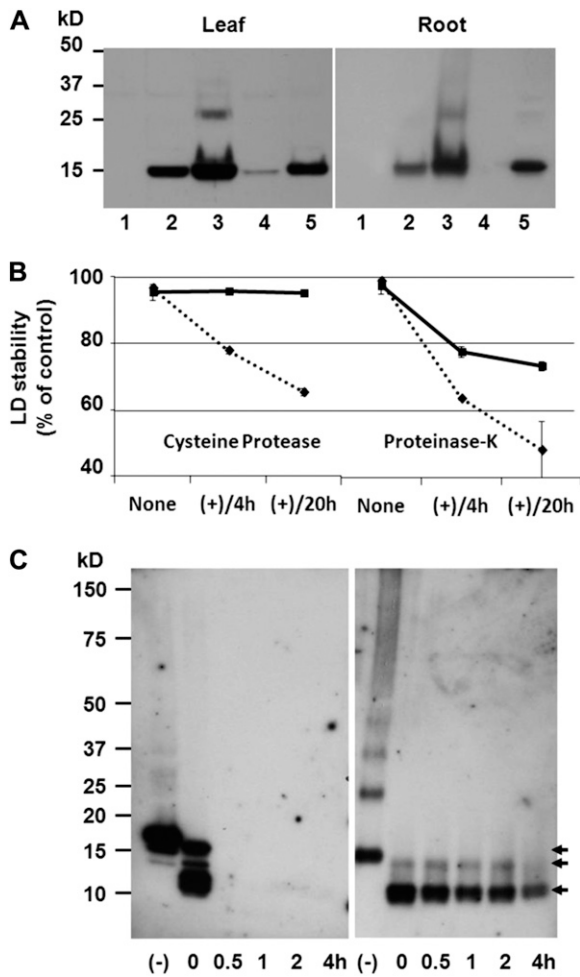 A
kD
Leaf
Root
50
37
25
15
1 2 3 4 5
1 2 3 4 5
B
LD stability
(% of control)
100
80
60
40
Cysteine Protease
Proteinase-K
None (+)/4h (+)/20h
None (+)/4h (+)/20h
C
kD
150
75
50
37
25
20
15
10
(-) 0 0.5 1 2 4h
(-) 0 0.5 1 2 4h